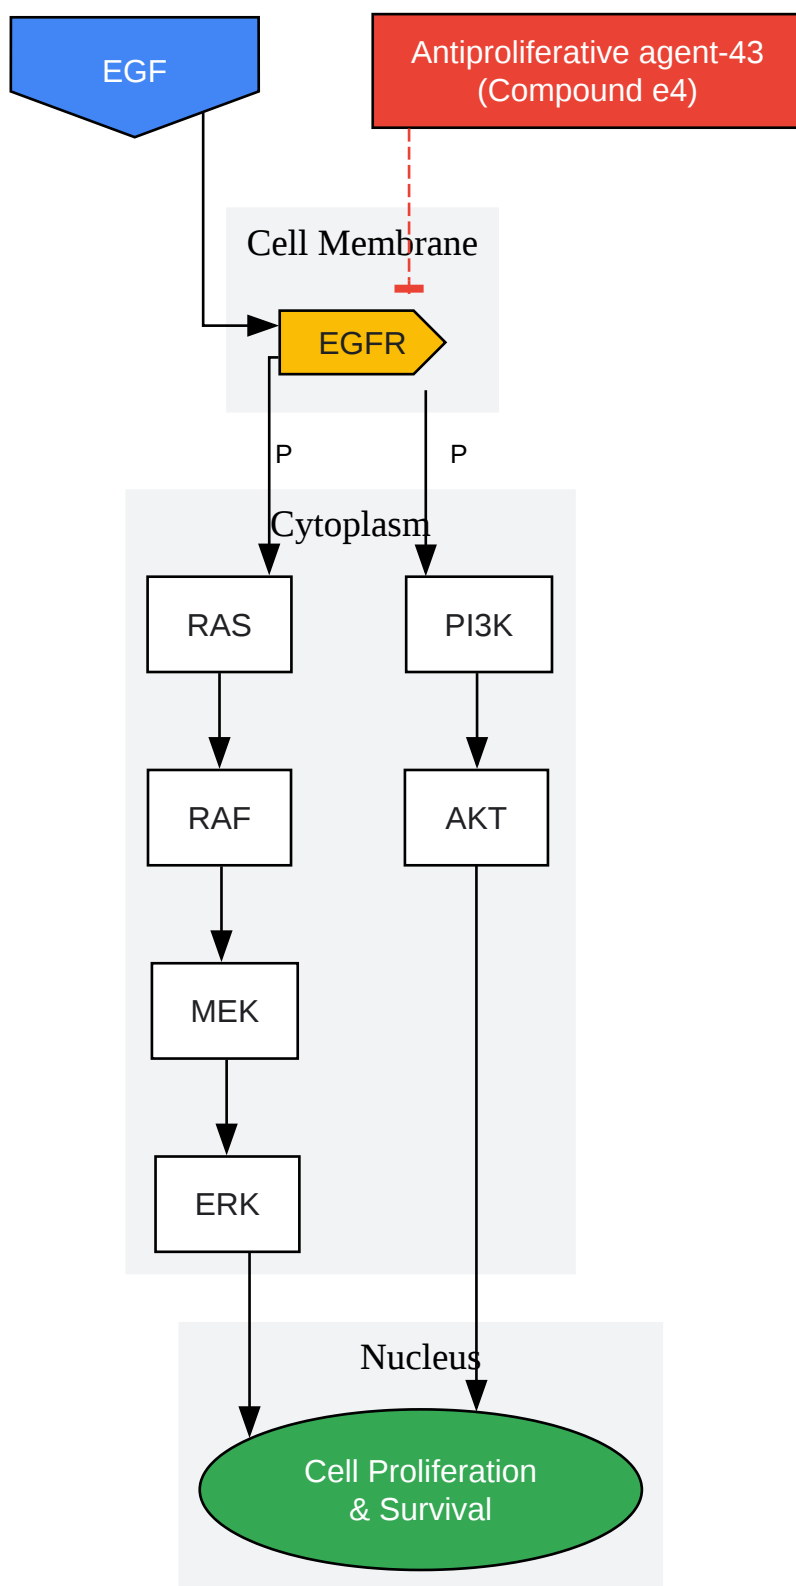 EGF
Antiproliferative agent-43
(Compound e4)
Cell Membrane
EGFR
P
P
Cytoplasm
RAS
PI3K
RAF
AKT
MEK
ERK
Nucleus
Cell Proliferation
& Survival